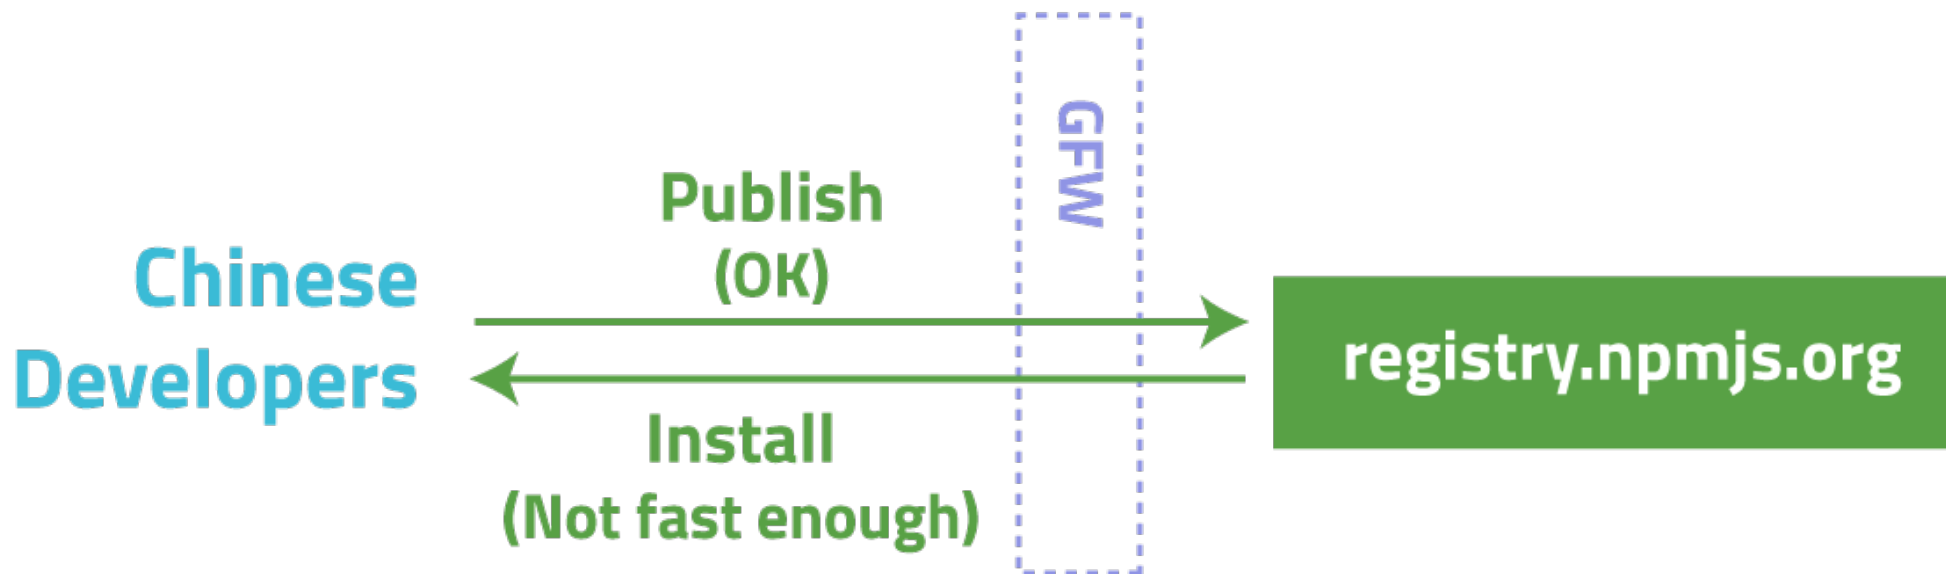 GFW
Publish
(OK)
Chinese
Developers
registry.npmjs.org
Install
(Not fast enough)